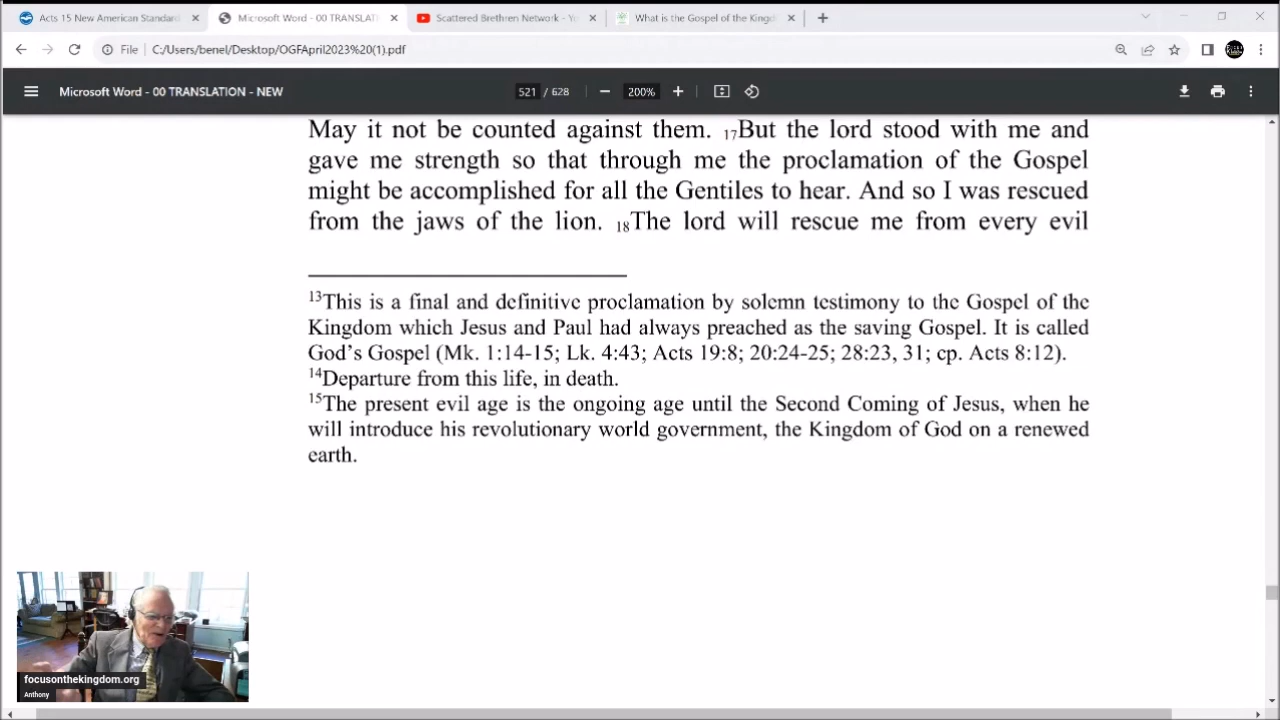 Acts 15 New American Standard
Microsoft Word - 00 TRANSLAT
Scattered Brethren Network - Yo
What is the Gospel of the Kingd
File
C:/Users/benel/Desktop/OGFApril2023%20(1).pdf
Microsoft Word - 00 TRANSLATION - NEW
521 / 628
200%
May it not be counted against them. 17But the lord stood with me and
gave me strength so that through me the proclamation of the Gospel
might be accomplished for all the Gentiles to hear. And so I was rescued
from the jaws of the lion. 18The lord will rescue me from every evil
13This is a final and definitive proclamation by solemn testimony to the Gospel of the
Kingdom which Jesus and Paul had always preached as the saving Gospel. It is called
God’s Gospel (Mk. 1:14-15; Lk. 4:43; Acts 19:8; 20:24-25; 28:23, 31; cp. Acts 8:12).
14Departure from this life, in death.
15The present evil age is the ongoing age until the Second Coming of Jesus, when he
will introduce his revolutionary world government, the Kingdom of God on a renewed
earth.
focusonthekingdom.org
Anthony